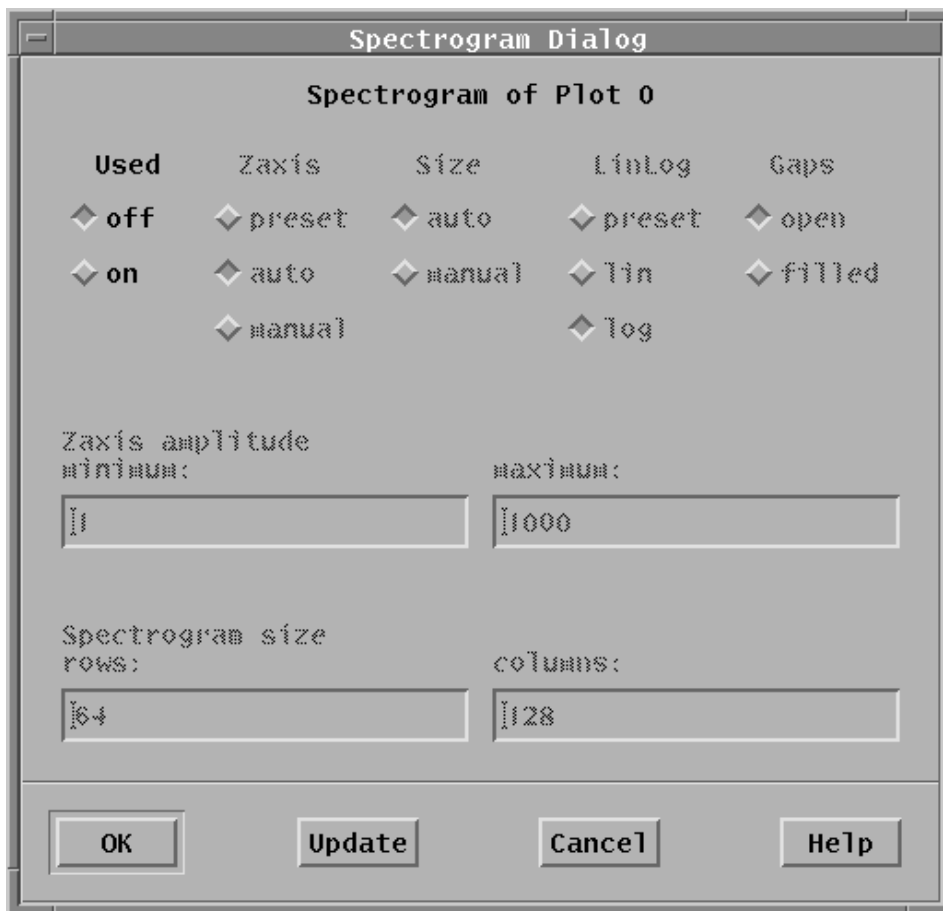 Spectrogram Dialog
Spectrogram of Plot 0
Used Zaxis Size LinLog Gaps
off preset auto preset open
on auto manual lin filled
manual log
Zaxis amplitude
minimum: maximum:
1 1000
Spectrogram size
rows: columns:
64 128
OK Update Cancel Help